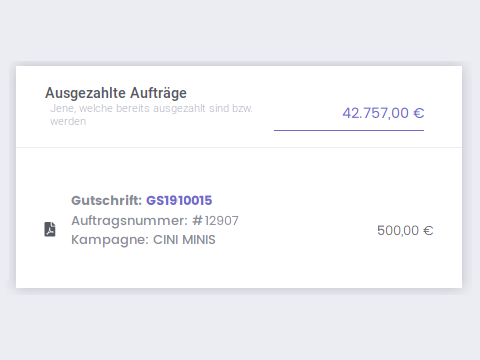 Ausgezahlte Aufträge
Jene, welche bereits ausgezahlt sind bzw.
werden
42.757,00 €
Gutschrift: GS1910015
Auftragsnummer: #12907
Kampagne: CINI MINIS
500,00 €